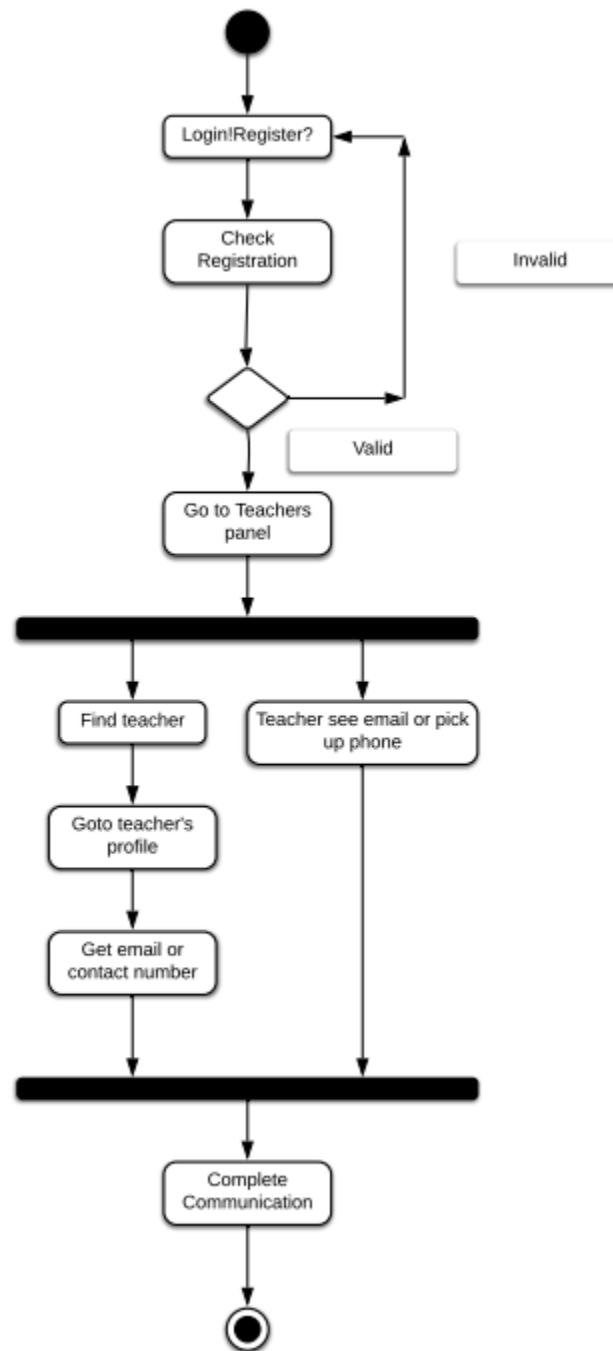 Login!Register?
Check
Registration
Invalid
Valid
Go to Teachers
panel
Find teacher
Teacher see email or pick
up phone
Goto teacher's
profile
Get email or
contact number
Complete
Communication